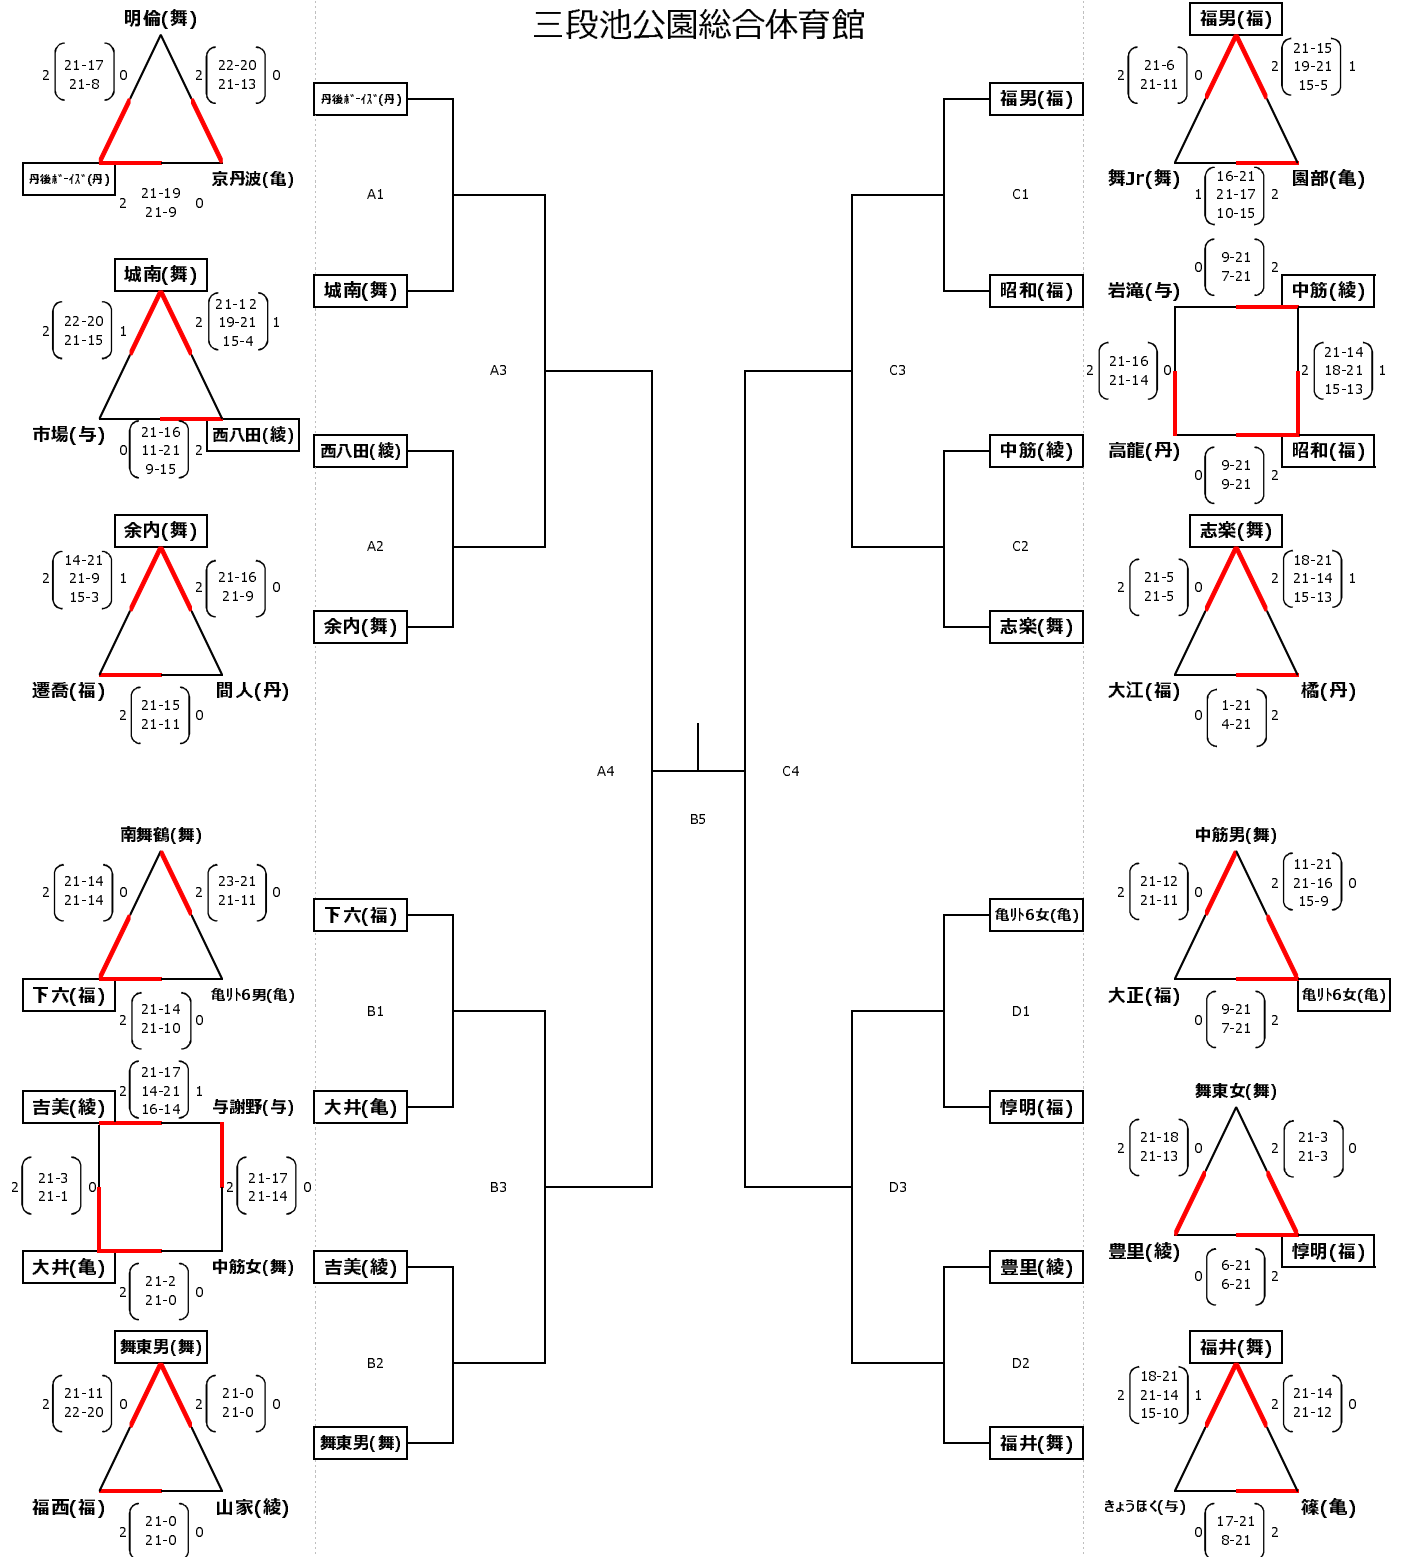 三段池公園総合体育館
明倫(舞)
2 21-17 0
21-8
2 22-20 0
21-13
丹後ﾎﾞｰｲｽﾞ(丹)
京丹波(亀)
2 21-19 0
21-9
城南(舞)
2 22-20 1
21-15
21-12
2 19-21 1
15-4
市場(与)
西八田(綾)
21-16
0 11-21 2
9-15
余内(舞)
14-21
2 21-9 1
15-3
2 21-16 0
21-9
遷喬(福)
間人(丹)
2 21-15 0
21-11
南舞鶴(舞)
2 21-14 0
21-14
2 23-21 0
21-11
下六(福)
亀ﾘﾄ6男(亀)
2 21-14 0
21-10
吉美(綾)
与謝野(与)
21-17
2 14-21 1
16-14
2 21-3 0
21-1
2 21-17 0
21-14
大井(亀)
中筋女(舞)
2 21-2 0
21-0
舞東男(舞)
2 21-11 0
22-20
2 21-0 0
21-0
福西(福)
山家(綾)
2 21-0 0
21-0
丹後ﾎﾞｰｲｽﾞ(丹)
A1
城南(舞)
A3
西八田(綾)
A2
余内(舞)
A4
下六(福)
B1
大井(亀)
B3
吉美(綾)
B2
舞東男(舞)
B5
福男(福)
C1
昭和(福)
C3
中筋(綾)
C2
志楽(舞)
C4
亀ﾘﾄ6女(亀)
D1
惇明(福)
D3
豊里(綾)
D2
福井(舞)
福男(福)
2 21-6 0
21-11
21-15
2 19-21 1
15-5
舞Jr(舞)
園部(亀)
16-21
1 21-17 2
10-15
岩滝(与)
中筋(綾)
0 9-21 2
7-21
2 21-16 0
21-14
21-14
2 18-21 1
15-13
高龍(丹)
昭和(福)
0 9-21 2
9-21
志楽(舞)
2 21-5 0
21-5
18-21
2 21-14 1
15-13
大江(福)
橘(丹)
0 1-21 2
4-21
中筋男(舞)
2 21-12 0
21-11
11-21
2 21-16 0
15-9
大正(福)
亀ﾘﾄ6女(亀)
0 9-21 2
7-21
舞東女(舞)
2 21-18 0
21-13
2 21-3 0
21-3
豊里(綾)
惇明(福)
0 6-21 2
6-21
福井(舞)
18-21
2 21-14 1
15-10
2 21-14 0
21-12
きょうほく(与)
篠(亀)
0 17-21 2
8-21